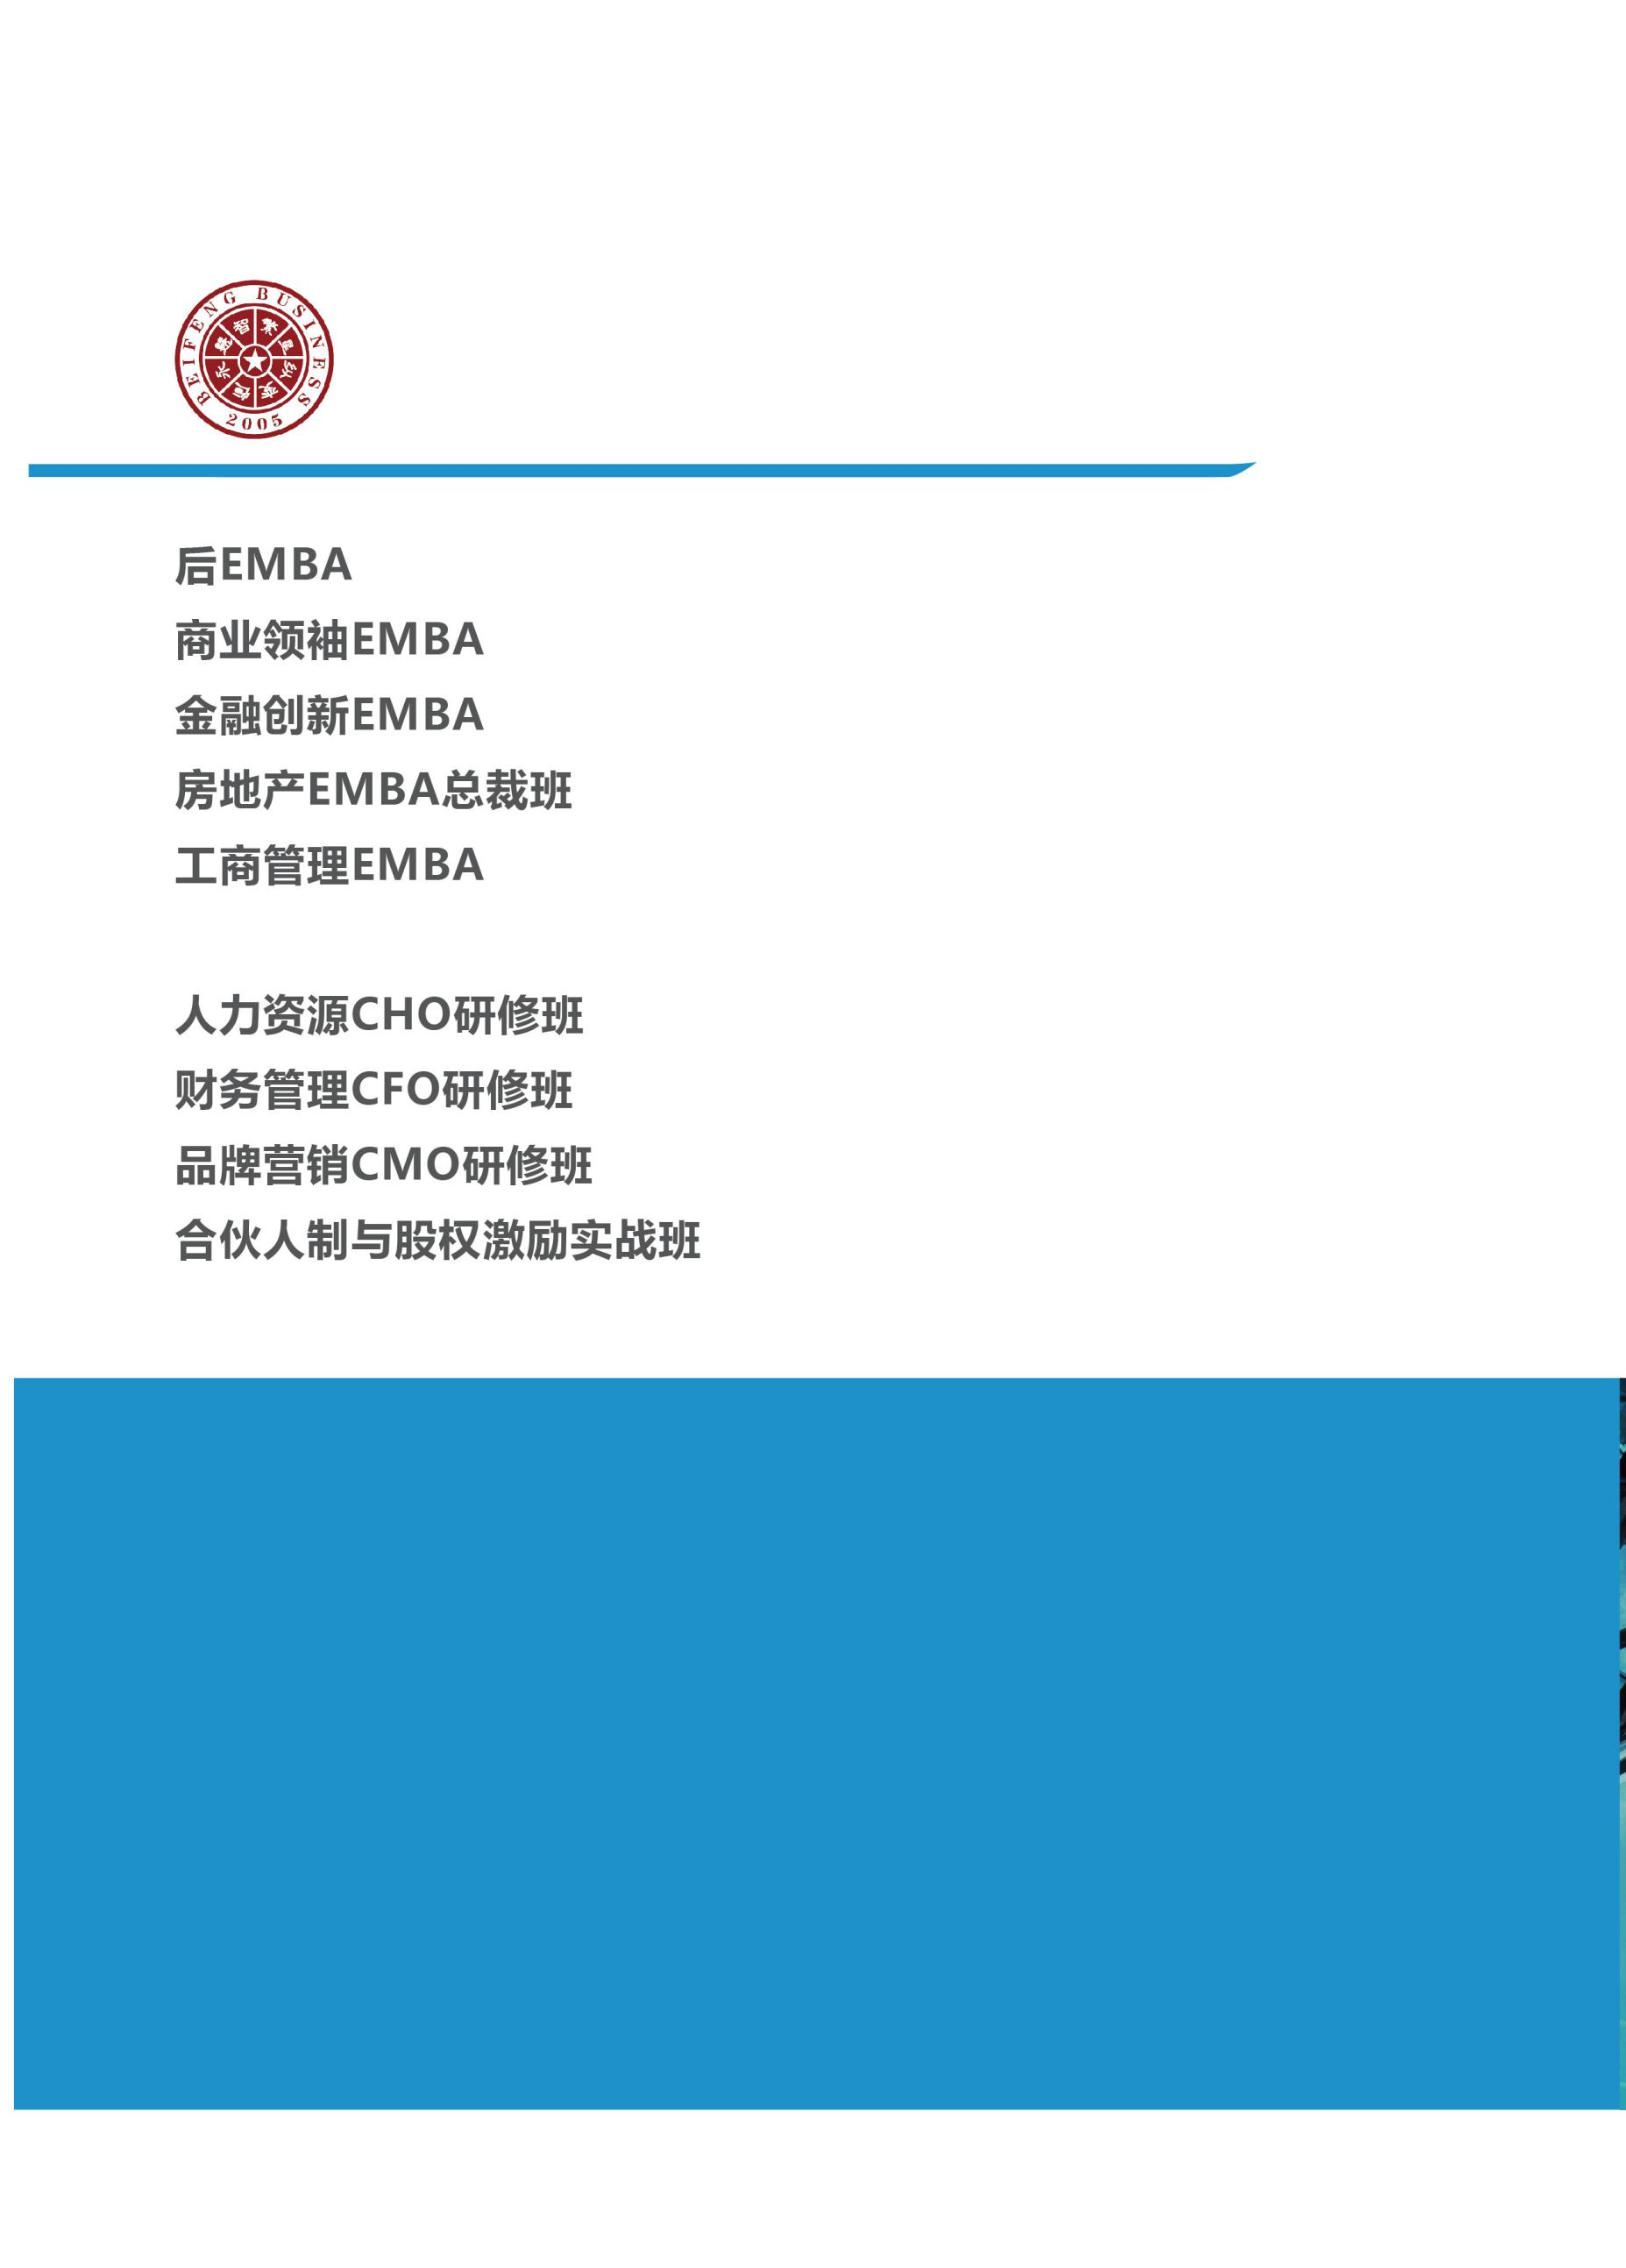 BEIFENG BUSINESS
2005
后EMBA
商业领袖EMBA
金融创新EMBA
房地产EMBA总裁班
工商管理EMBA
人力资源CHO研修班
财务管理CFO研修班
品牌营销CMO研修班
合伙人制与股权激励实战班